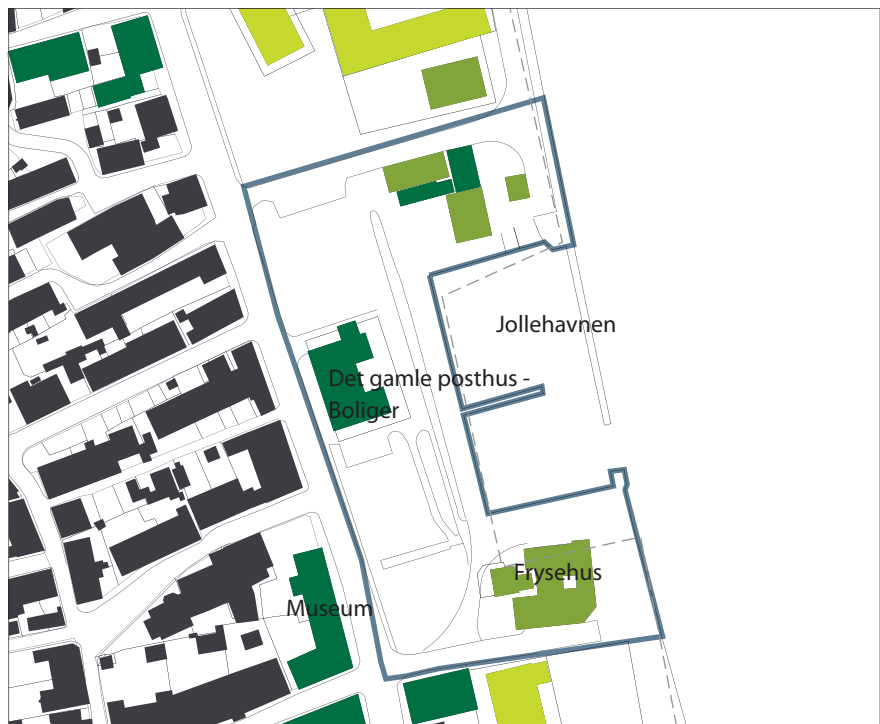 Jollehavnen
Det gamle posthus -
Boliger
Frysehus
Museum